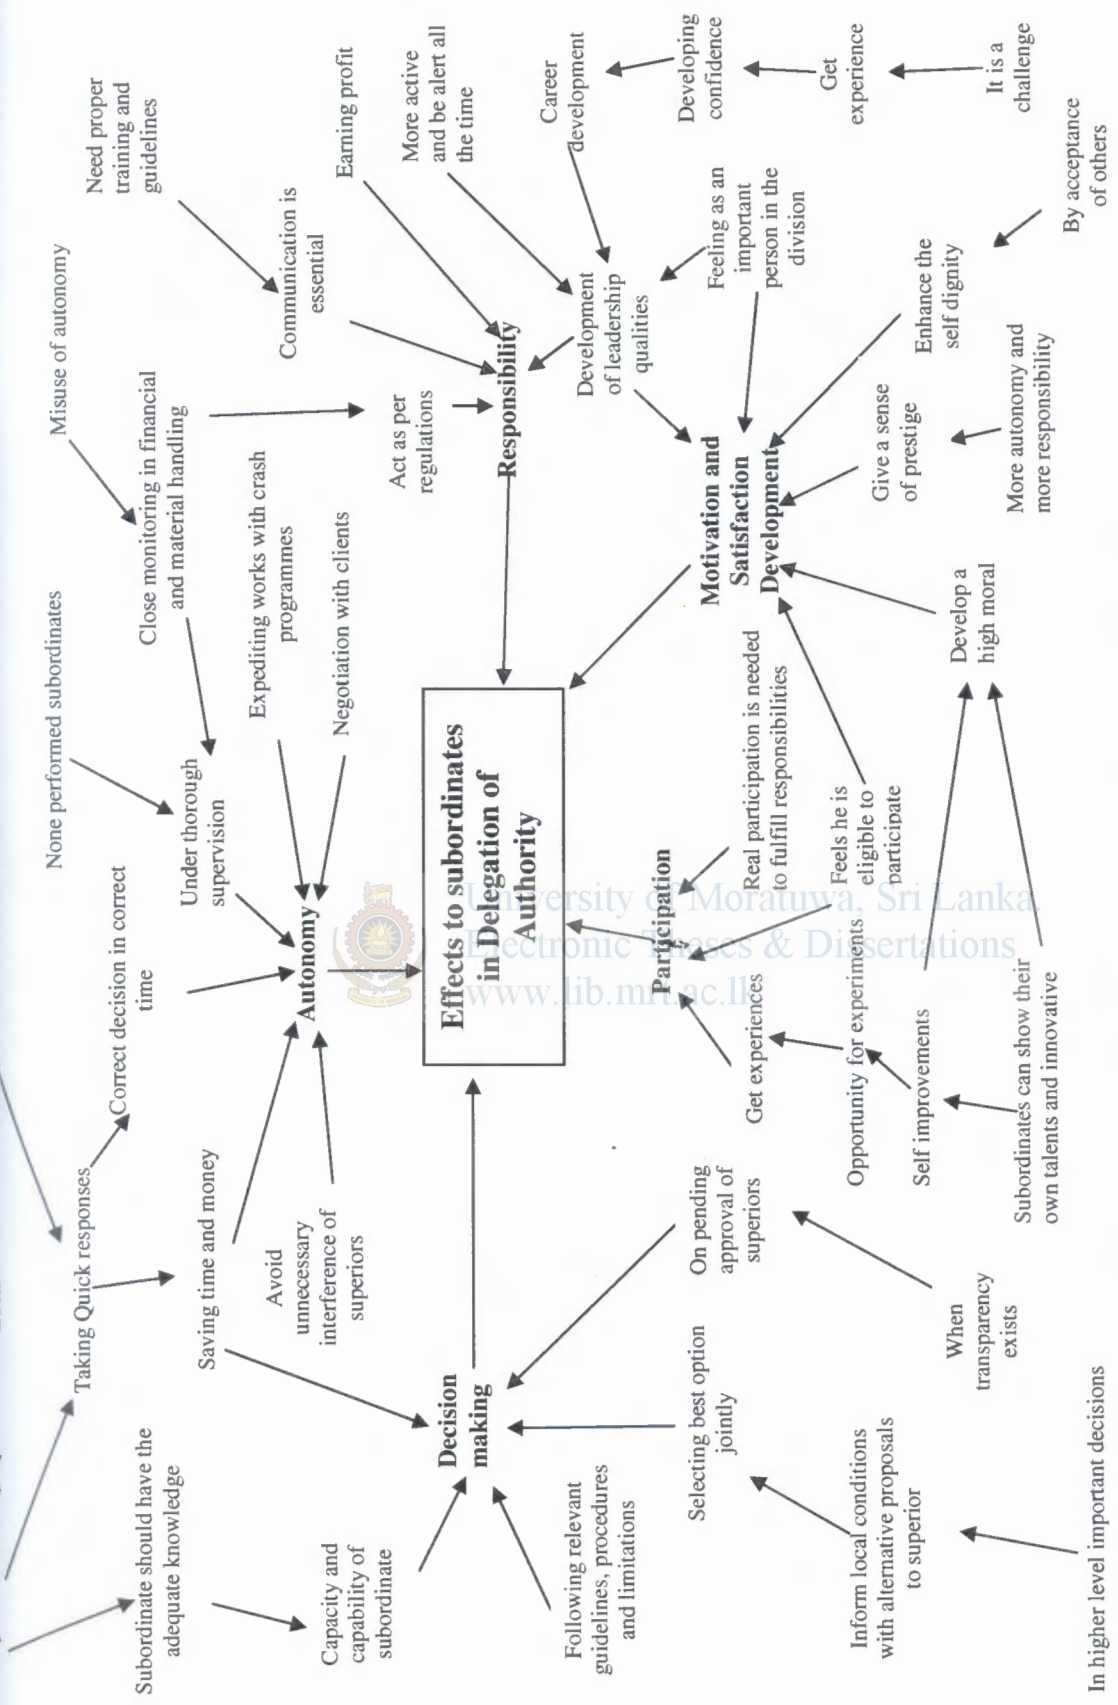 Taking Quick responses
Subordinate should have the
adequate knowledge
Saving time and money
Correct decision in correct
time
None performed subordinates
Misuse of autonomy
Need proper
training and
guidelines
Under thorough
supervision
Close monitoring in financial
and material handling
Communication is
essential
Earning profit
Capacity and
capability of
subordinate
Avoid
unnecessary
interference of
superiors
Autonomy
Expediting works with crash
programmes
Negotiation with clients
Act as per
regulations
More active
and be alert all
the time
Decision
making
Effects to subordinates
in Delegation of
Authority
Responsibility
Development
of leadership
qualities
Career
development
Following relevant
guidelines, procedures
and limitations
Selecting best option
jointly
On pending
approval of
superiors
Participation
Motivation and
Satisfaction
Development
Feeling as an
important
person in the
division
Developing
confidence
Get experiences
Real participation is needed
to fulfill responsibilities
Feels he is
eligible to
participate
Get
experience
Inform local conditions
with alternative proposals
to superior
Opportunity for experiments
Self improvements
Give a sense
of prestige
Enhance the
self dignity
When
transparency
exists
Subordinates can show their
own talents and innovative
Develop a
high moral
More autonomy and
more responsibility
It is a
challenge
By acceptance
of others
In higher level important decisions
University of Moratuwa, Sri Lanka.
Electronic Theses & Dissertations
www.lib.mrt.ac.lk